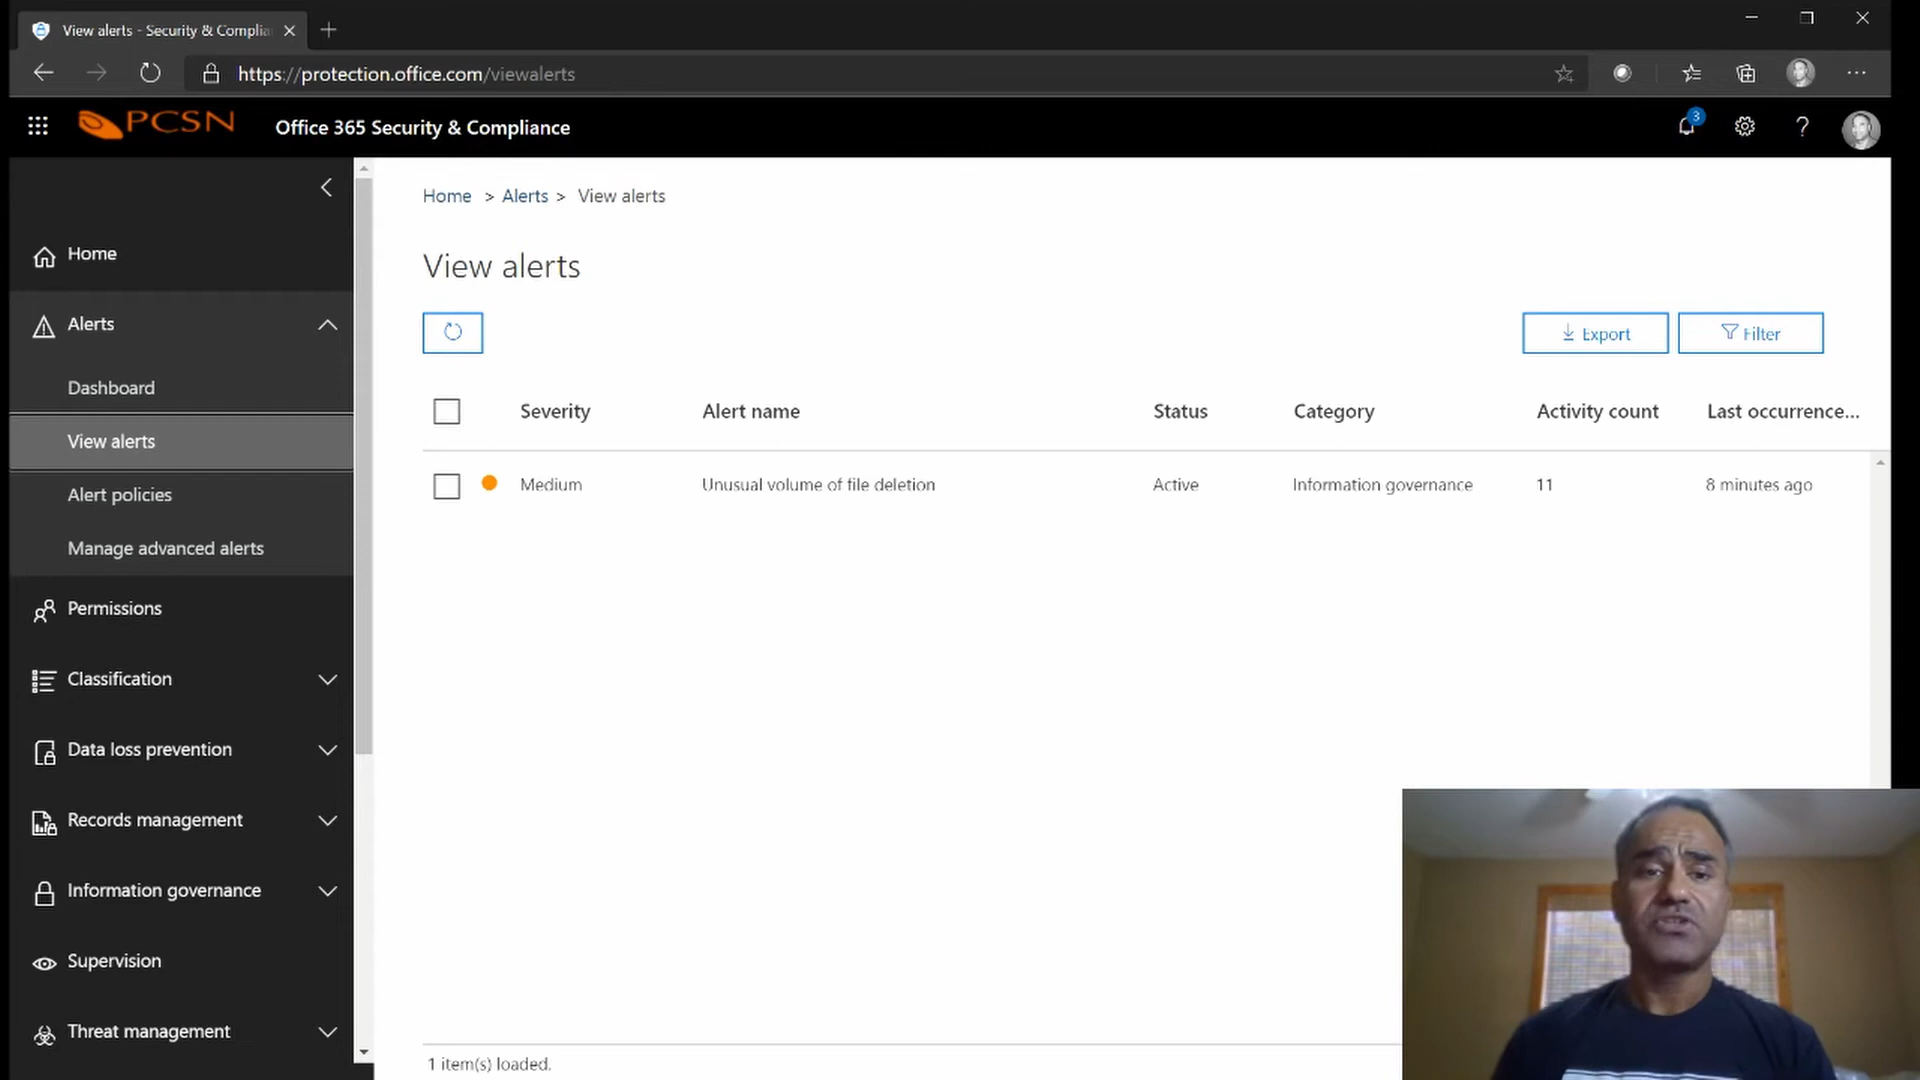 View alerts - Security & Complia
https://protection.office.com/viewalerts
PCSN
Office 365 Security & Compliance
3
?
Home
Alerts
Dashboard
View alerts
Alert policies
Manage advanced alerts
Permissions
Classification
Data loss prevention
Records management
Information governance
Supervision
Threat management
Home > Alerts > View alerts
View alerts
Export
Filter
Severity Alert name Status Category Activity count Last occurrence...
Medium Unusual volume of file deletion Active Information governance 11 8 minutes ago
1 item(s) loaded.